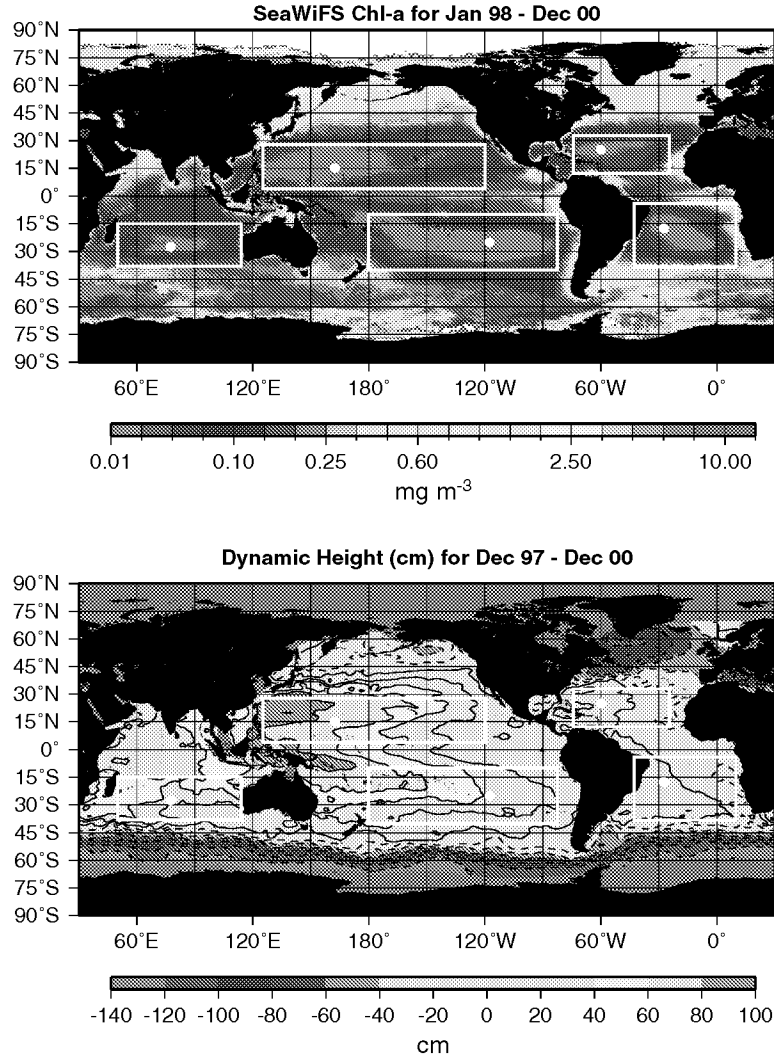 SeaWiFS Chl-a for Jan 98 - Dec 00
90˚N
75˚N
60˚N
45˚N
30˚N
15˚N
0˚
15˚S
30˚S
45˚S
60˚S
75˚S
90˚S
60˚E 120˚E 180˚ 120˚W 60˚W 0˚
0.01 0.10 0.25 0.60 2.50 10.00
mg m-3
Dynamic Height (cm) for Dec 97 - Dec 00
90˚N
75˚N
60˚N
45˚N
30˚N
15˚N
0˚
15˚S
30˚S
45˚S
60˚S
75˚S
90˚S
60˚E 120˚E 180˚ 120˚W 60˚W 0˚
-140 -120 -100 -80 -60 -40 -20 0 20 40 60 80 100
cm